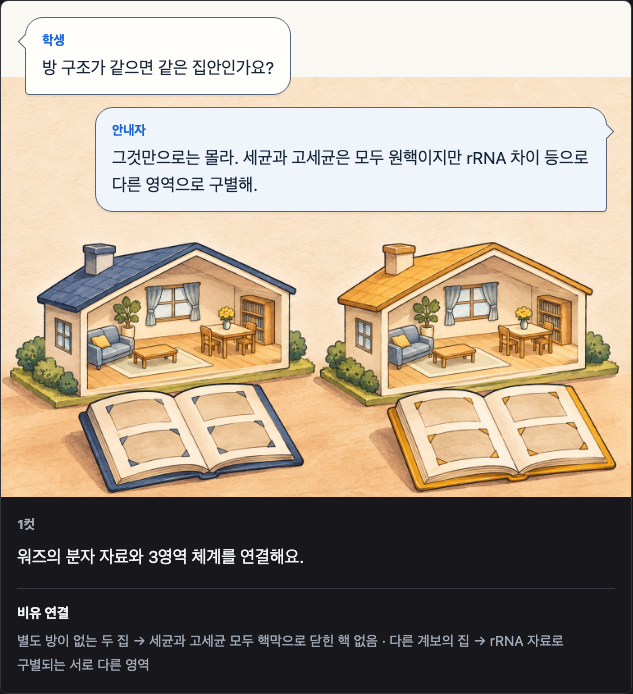 학생
방 구조가 같으면 같은 집안인가요?
안내자
그것만으로는 몰라. 세균과 고세균은 모두 원핵이지만 rRNA 차이 등으로
다른 영역으로 구별해.
1컷
워즈의 분자 자료와 3영역 체계를 연결해요.
비유 연결
별도 방이 없는 두 집 → 세균과 고세균 모두 핵막으로 닫힌 핵 없음 · 다른 계보의 집 → rRNA 자료로
구별되는 서로 다른 영역